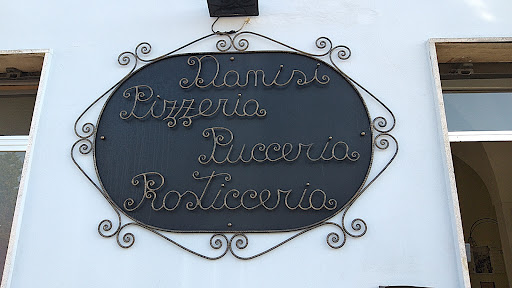 Danisi
Pizzeria
Pucceria
Rosticceria